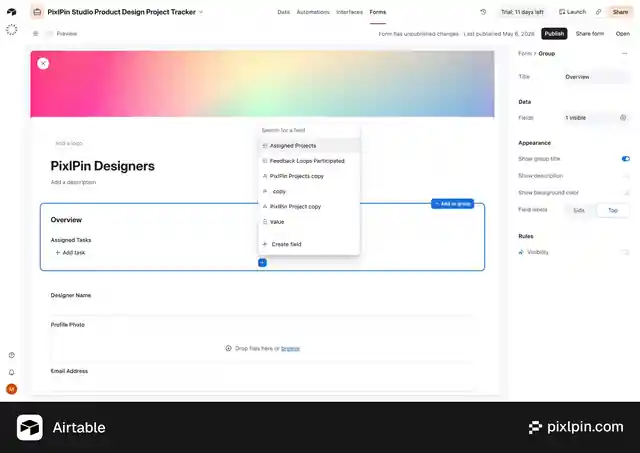 PixlPin Studio Product Design Project Tracker
Data Automations Interfaces Forms
Trial: 11 days left
Launch
Share
Preview
Form has unpublished changes · Last published May 6, 2026
Publish
Share form
Open
Form > Group
Title
Overview
Data
Fields
1 visible
Appearance
Show group title
Show description
Show background color
Field labels
Side
Top
Rules
Visibility
Add a logo
PixlPin Designers
Add a description
Search for a field
Assigned Projects
Feedback Loops Participated
PixlPin Projects copy
copy
Project copy
Value
Create field
Add as group
Overview
Assigned Tasks
+ Add task
Designer Name
Profile Photo
Drop files here or browse
Email Address
M
Airtable
pixlpin.com